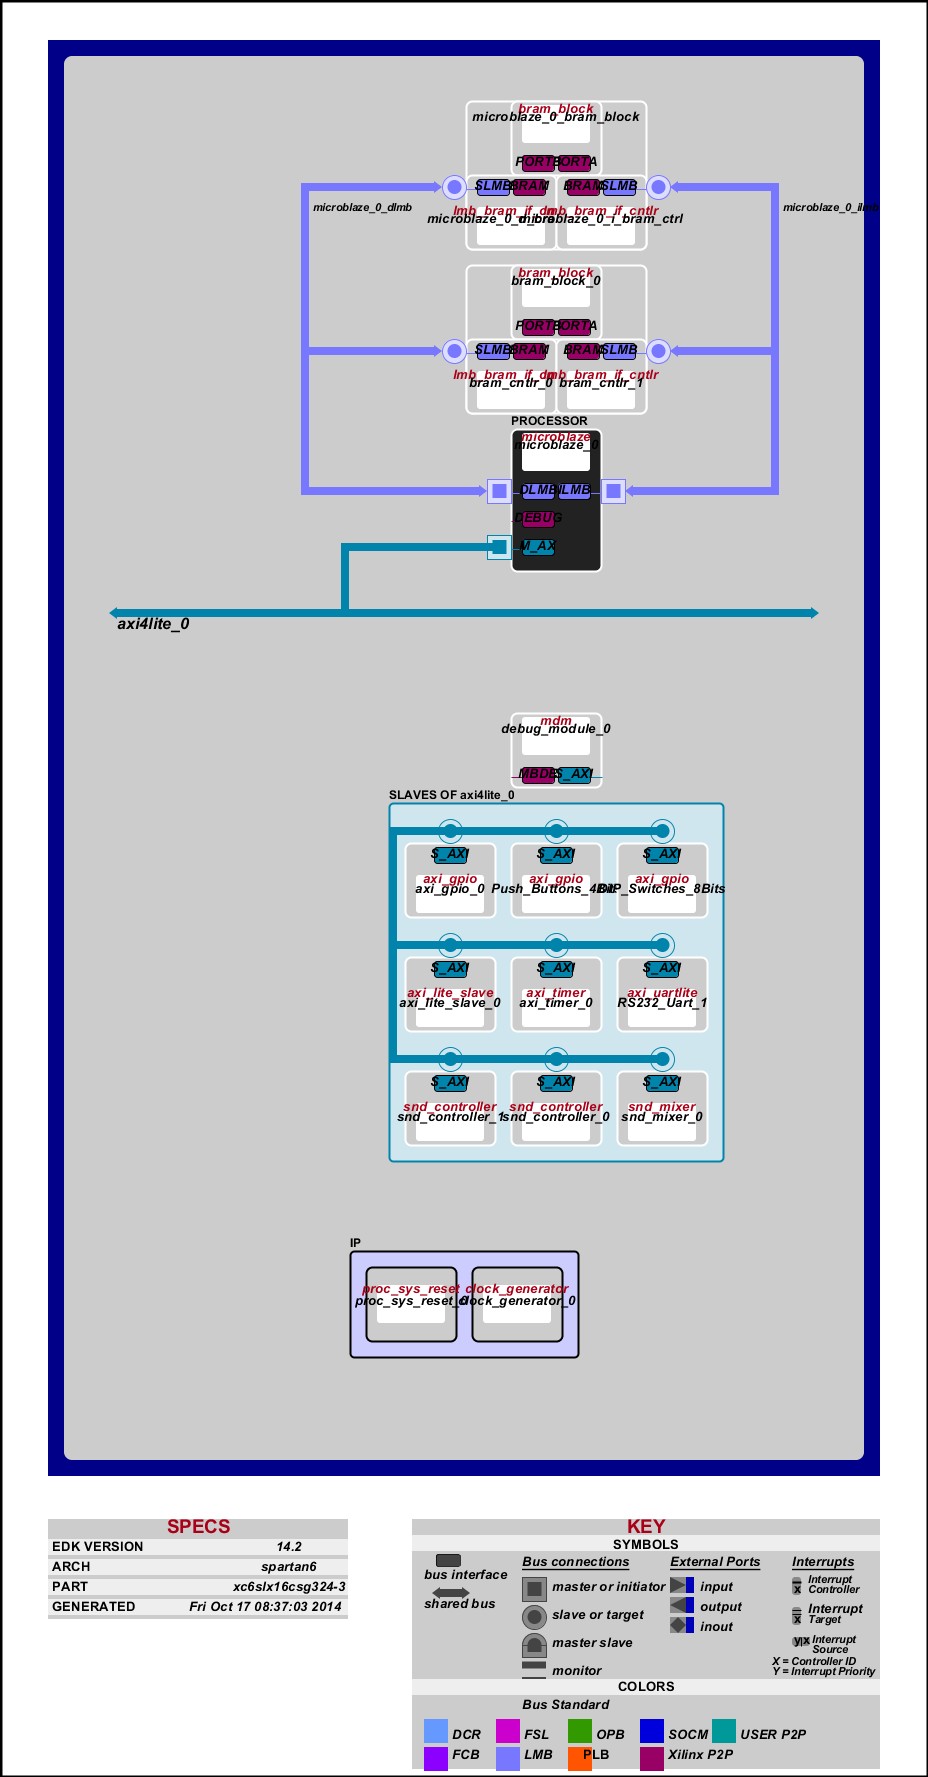 bram_block
microblaze_0_bram_block
PORTB PORTA
SLMB BRAM BRAM SLMB
microblaze_0_dlmb
microblaze_0_ilmb
lmb_bram_if_cntlr
microblaze_0_i_bram_ctrl
bram_block
bram_block_0
PORTB PORTA
SLMB BRAM BRAM SLMB
lmb_bram_if_cntlr
bram_cntlr_0 bram_cntlr_1
PROCESSOR
microblaze
microblaze_0
DLMB ILMB
DEBUG
M_AX
axi4lite_0
mdm
debug_module_0
S_AXI
SLAVES OF axi4lite_0
S_AXI S_AXI S_AXI
axi_gpio axi_gpio axi_gpio
axi_gpio_0 Push_Buttons_4Bits DIP_Switches_8Bits
S_AXI S_AXI S_AXI
axi_lite_slave axi_timer axi_uartlite
axi_lite_slave_0 axi_timer_0 RS232_Uart_1
S_AXI S_AXI S_AXI
snd_controller snd_controller snd_mixer
snd_controller_1 snd_controller_0 snd_mixer_0
IP
proc_sys_reset clock_generator
proc_sys_reset_0 clock_generator_0
SPECS
EDK VERSION 14.2
ARCH spartan6
PART xc6slx16csg324-3
GENERATED Fri Oct 17 08:37:03 2014
KEY
SYMBOLS
bus interface
shared bus
Bus connections
master or initiator
slave or target
master slave
monitor
External Ports
input
output
inout
Interrupts
x
Interrupt
Controller
x
Interrupt
Target
y|x
Interrupt
Source
X = Controller ID
Y = Interrupt Priority
COLORS
Bus Standard
DCR FSL OPB SOCM USER P2P
FCB LMB PLB Xilinx P2P